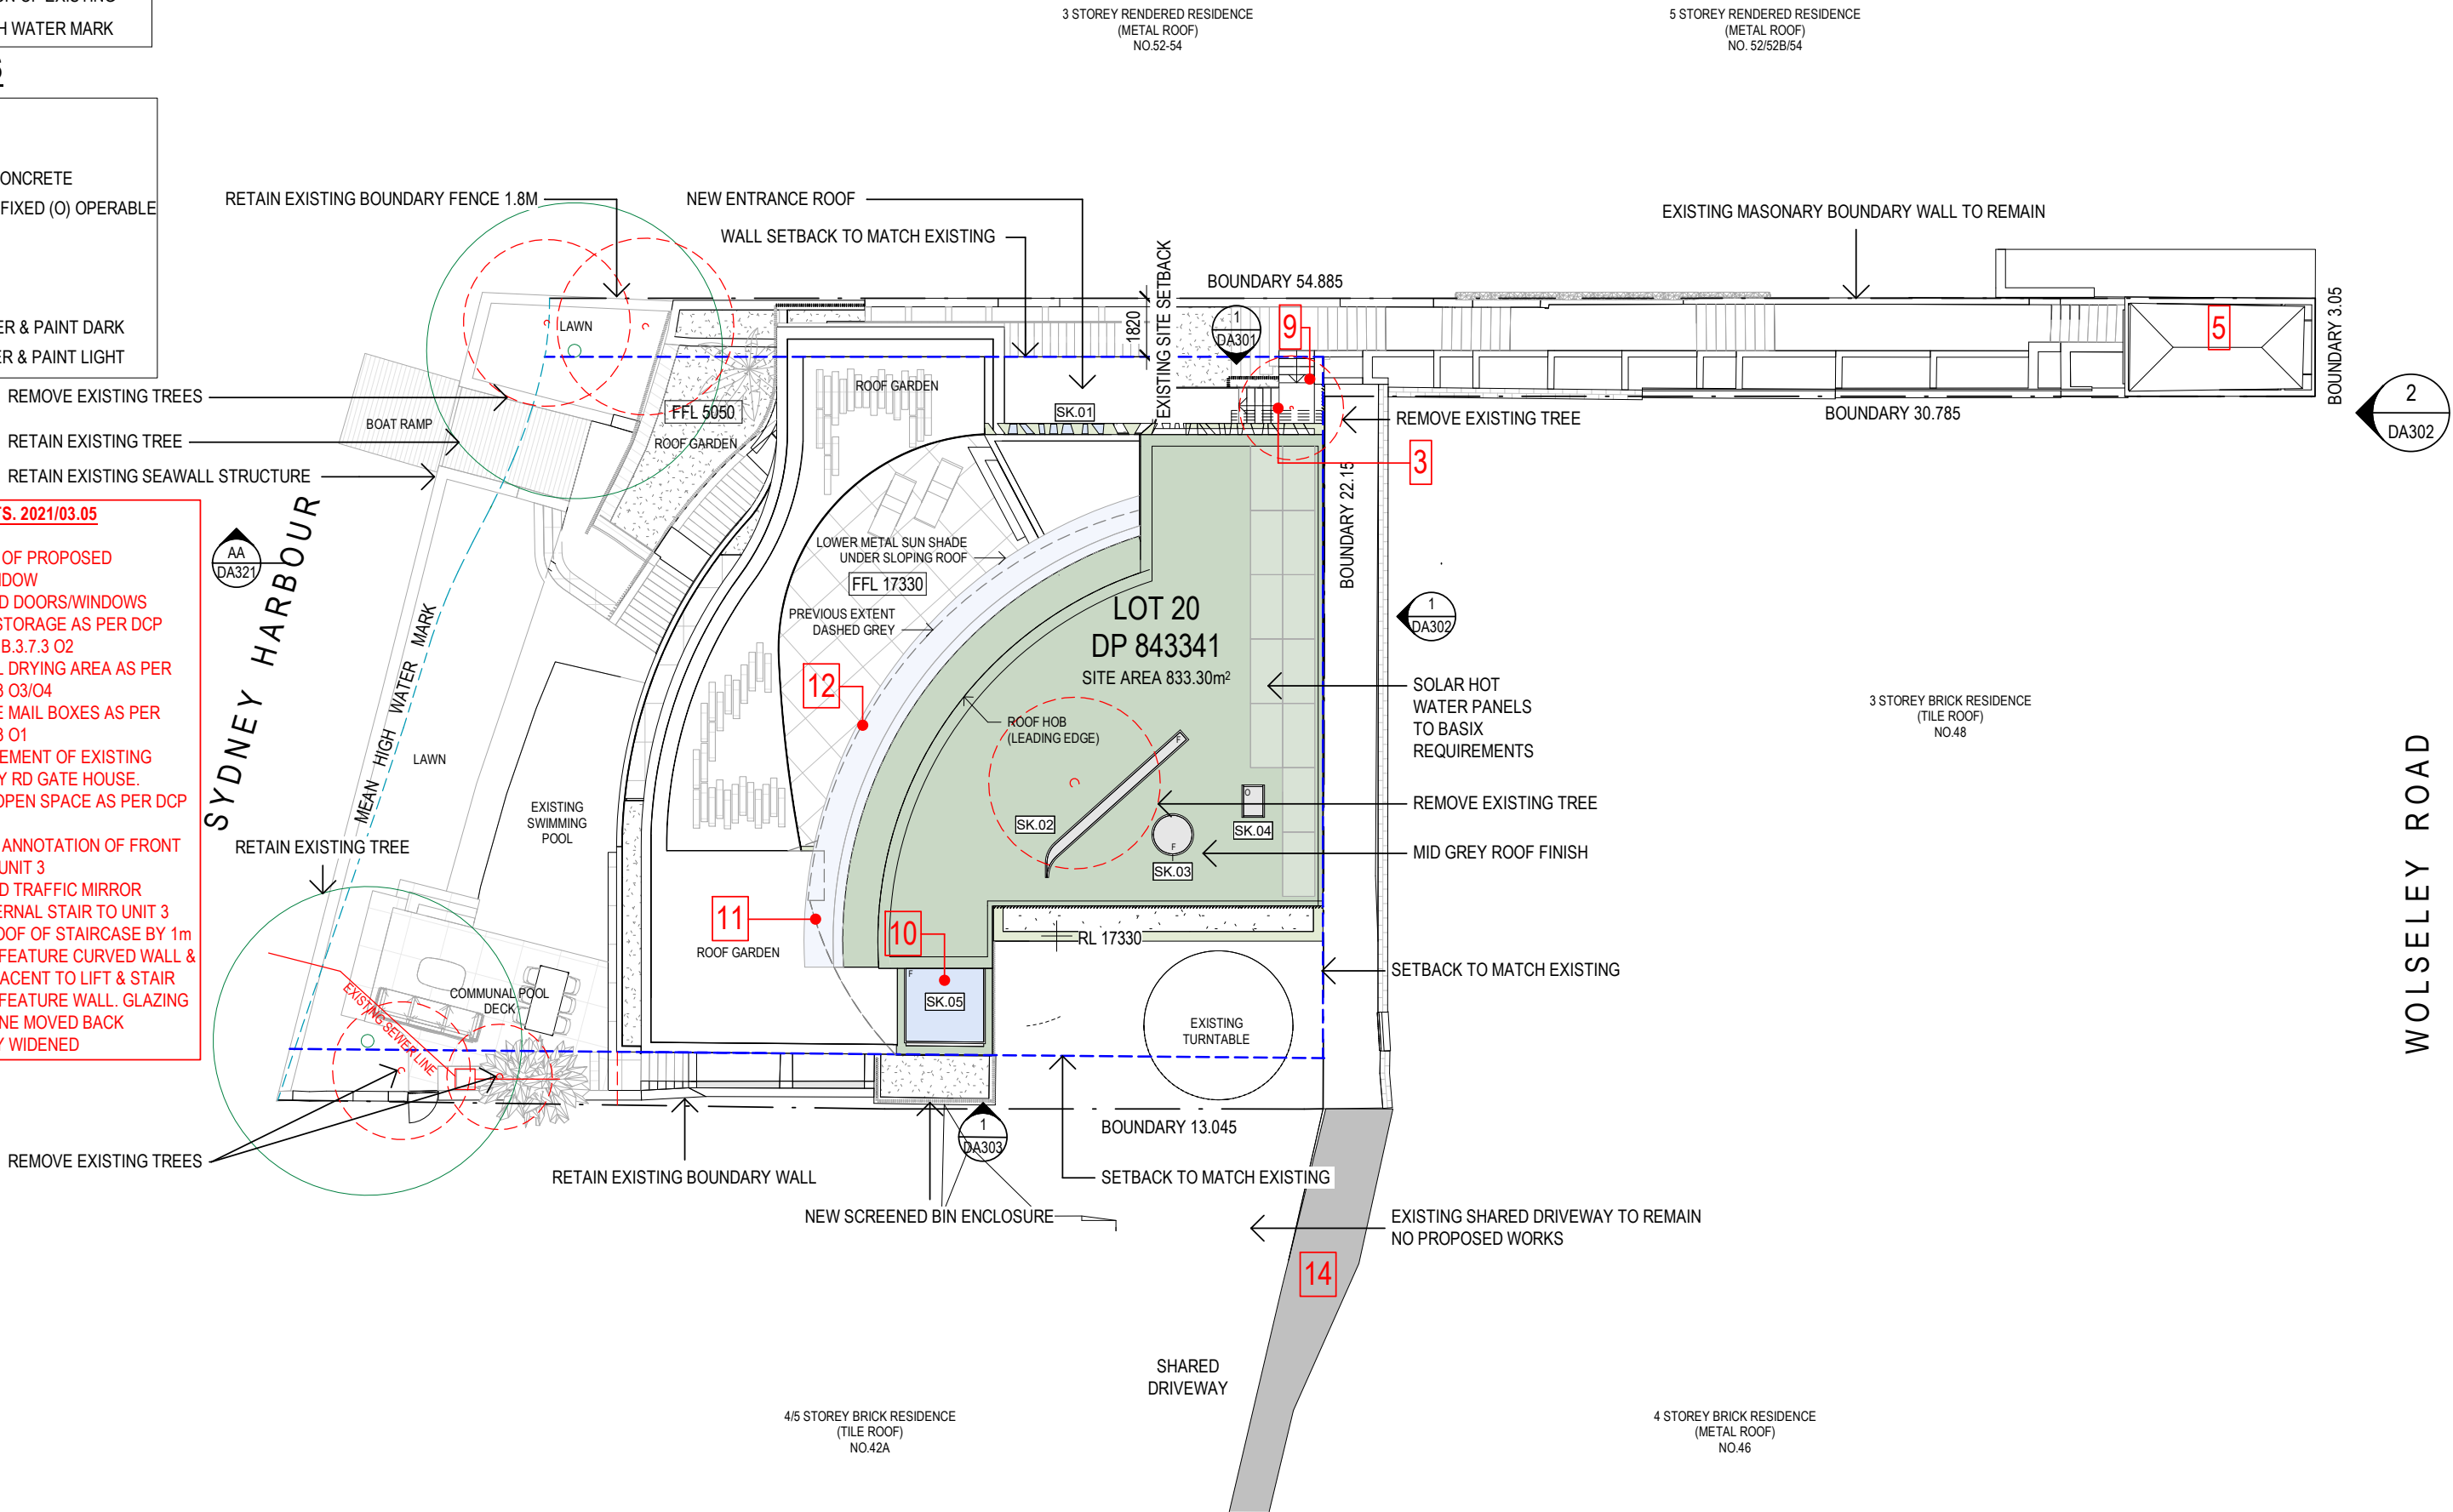 H WATER MARK
3 STOREY RENDERED RESIDENCE
(METAL ROOF)
NO.52-54
5 STOREY RENDERED RESIDENCE
(METAL ROOF)
NO. 52/52B/54
S
ONCRETE
FIXED (O) OPERABLE
ER & PAINT DARK
ER & PAINT LIGHT
RETAIN EXISTING BOUNDARY FENCE 1.8M
NEW ENTRANCE ROOF
WALL SETBACK TO MATCH EXISTING
EXISTING MASONARY BOUNDARY WALL TO REMAIN
EXISTING SITE SETBACK
1820
BOUNDARY 54.885
1
DA301
9
5
BOUNDARY 3.05
2
DA302
BOUNDARY 30.785
LAWN
REMOVE EXISTING TREES
BOAT RAMP
FFL 5050
ROOF GARDEN
ROOF GARDEN
SK.01
REMOVE EXISTING TREE
3
RETAIN EXISTING TREE
RETAIN EXISTING SEAWALL STRUCTURE
BOUNDARY 22.15
TS. 2021/03.05
OF PROPOSED
NDOW
D DOORS/WINDOWS
STORAGE AS PER DCP
B.3.7.3 O2
L DRYING AREA AS PER
3 O3/O4
E MAIL BOXES AS PER
3 O1
EMENT OF EXISTING
Y RD GATE HOUSE.
OPEN SPACE AS PER DCP
ANNOTATION OF FRONT
UNIT 3
D TRAFFIC MIRROR
ERNAL STAIR TO UNIT 3
OOF OF STAIRCASE BY 1m
FEATURE CURVED WALL &
ACENT TO LIFT & STAIR
FEATURE WALL. GLAZING
NE MOVED BACK
Y WIDENED
AA
DA321
SYDNEY HARBOUR
MEAN HIGH WATER MARK
LOWER METAL SUN SHADE
UNDER SLOPING ROOF
FFL 17330
PREVIOUS EXTENT
DASHED GREY
12
LOT 20
DP 843341
SITE AREA 833.30m²
1
DA302
SOLAR HOT
WATER PANELS
TO BASIX
REQUIREMENTS
3 STOREY BRICK RESIDENCE
(TILE ROOF)
NO.48
WOLSELEY ROAD
ROOF HOB
(LEADING EDGE)
LAWN
EXISTING
SWIMMING
POOL
F
SK.02
F
SK.03
O
SK.04
REMOVE EXISTING TREE
MID GREY ROOF FINISH
RETAIN EXISTING TREE
11
ROOF GARDEN
10
RL 17330
SETBACK TO MATCH EXISTING
F
SK.05
COMMUNAL POOL
DECK
EXISTING SEWER LINE
EXISTING
TURNTABLE
REMOVE EXISTING TREES
RETAIN EXISTING BOUNDARY WALL
1
DA303
BOUNDARY 13.045
SETBACK TO MATCH EXISTING
NEW SCREENED BIN ENCLOSURE
EXISTING SHARED DRIVEWAY TO REMAIN
NO PROPOSED WORKS
14
SHARED
DRIVEWAY
4/5 STOREY BRICK RESIDENCE
(TILE ROOF)
NO.42A
4 STOREY BRICK RESIDENCE
(METAL ROOF)
NO.46